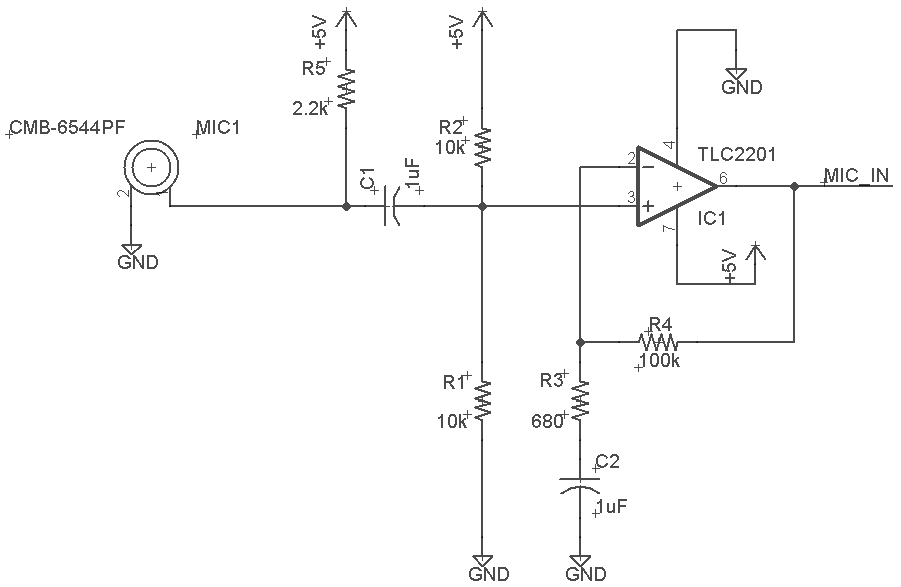 +5V
+5V
R5
2.2k
GND
CMB-6544PF
MIC1
R2
10k
C1
1uF
2
1
GND
4
TLC2201
2
3
6
MIC_IN
IC1
7
+5V
R4
100k
R1
10k
R3
680
C2
1uF
GND
GND